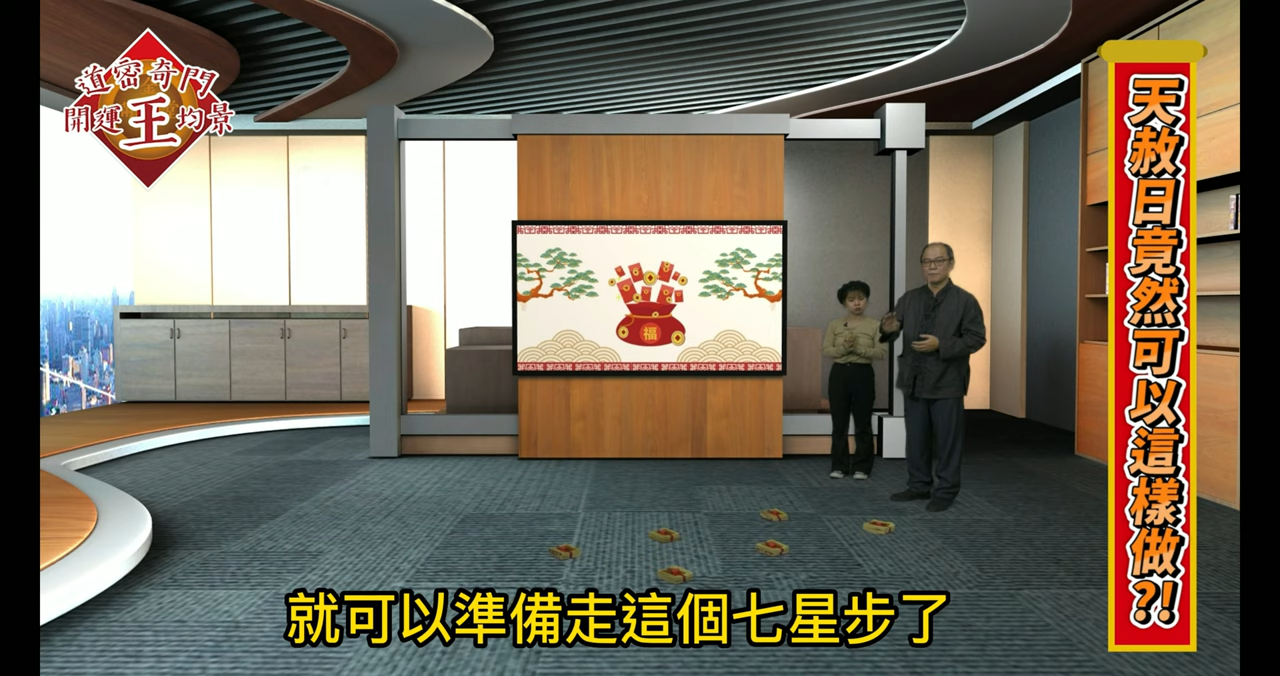 道密奇門
開運王均景
天赦日竟然可以這樣做?!
福
就可以準備走這個七星步了